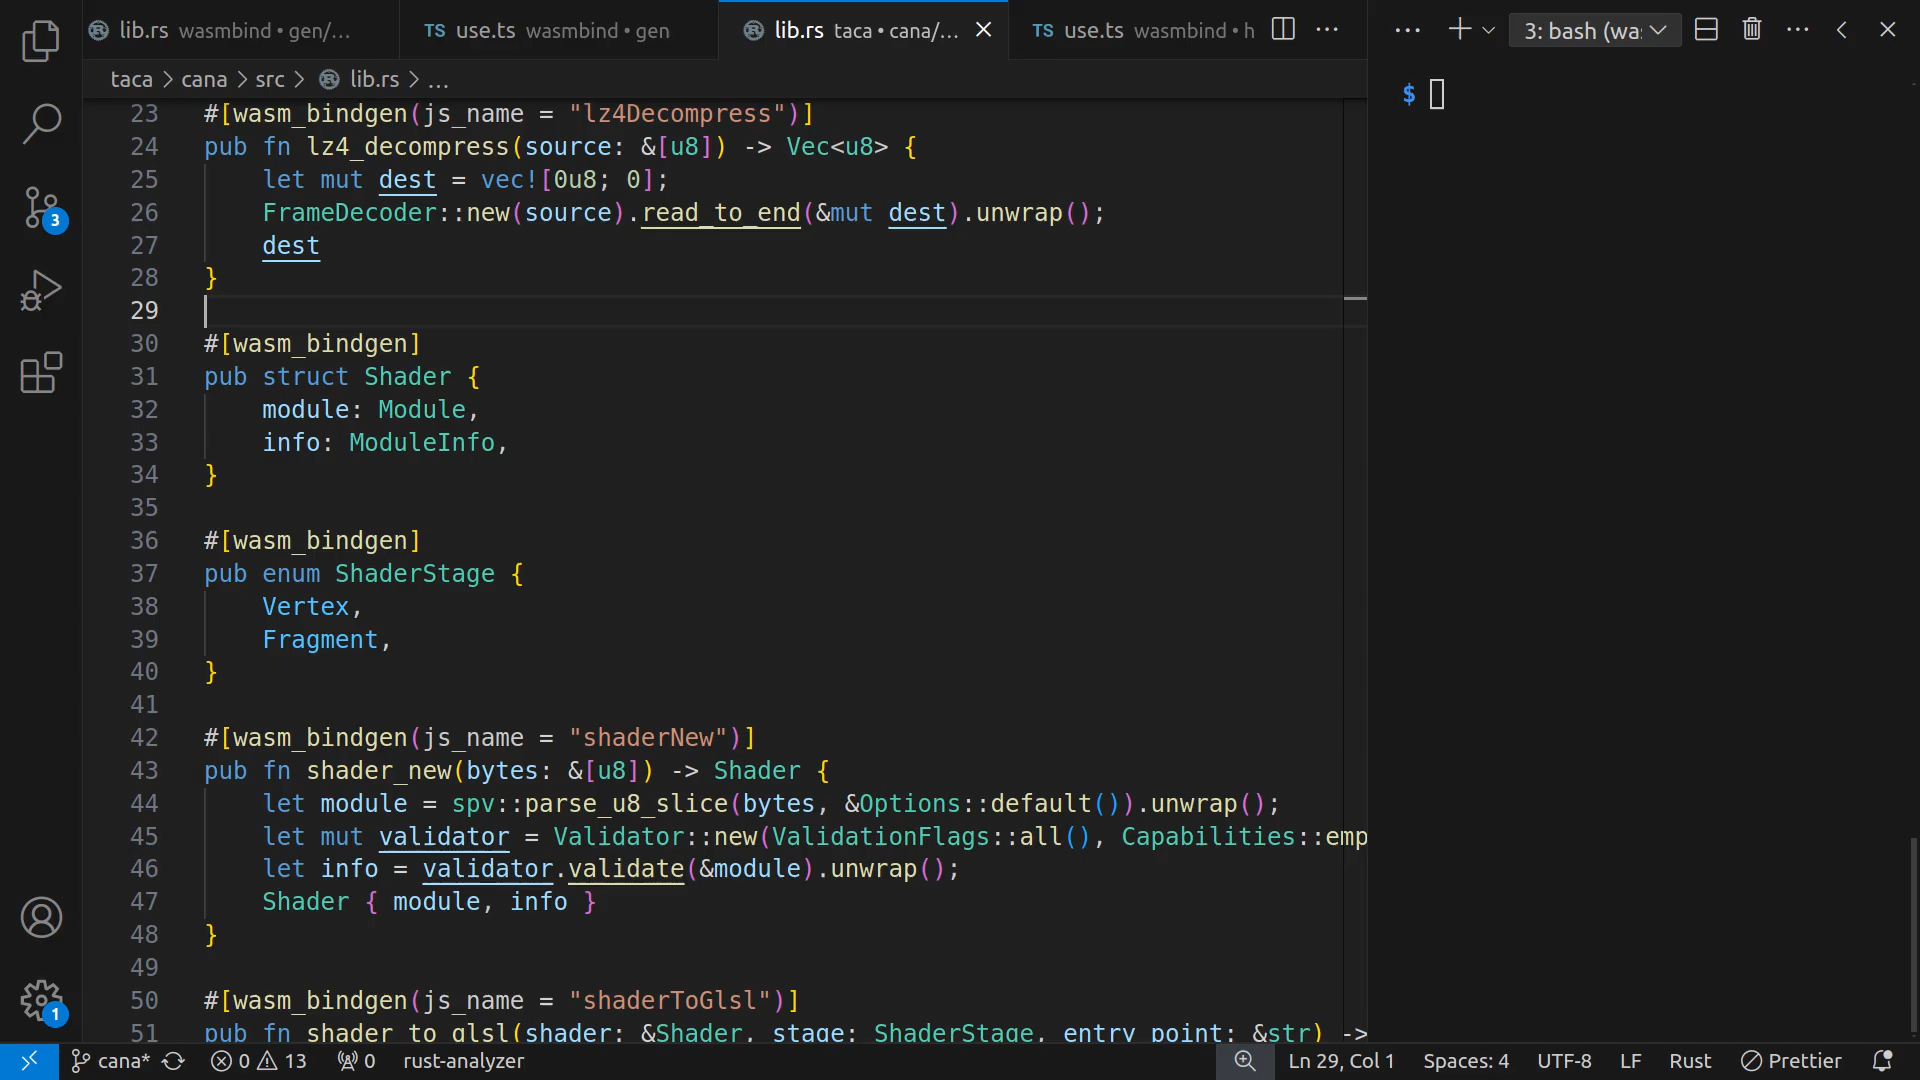 lib.rs wasmbind • gen/...
TS use.ts wasmbind • gen
lib.rs taca • cana/...
TS use.ts wasmbind • h
3: bash (wa:
taca > cana > src > lib.rs > ...
$
23 #[wasm_bindgen(js_name = "lz4Decompress")]
24 pub fn lz4_decompress(source: &[u8]) -> Vec<u8> {
25 let mut dest = vec![0u8; 0];
26 FrameDecoder::new(source).read_to_end(&mut dest).unwrap();
27 dest
28 }
29
30 #[wasm_bindgen]
31 pub struct Shader {
32 module: Module,
33 info: ModuleInfo,
34 }
35
36 #[wasm_bindgen]
37 pub enum ShaderStage {
38 Vertex,
39 Fragment,
40 }
41
42 #[wasm_bindgen(js_name = "shaderNew")]
43 pub fn shader_new(bytes: &[u8]) -> Shader {
44 let module = spv::parse_u8_slice(bytes, &Options::default()).unwrap();
45 let mut validator = Validator::new(ValidationFlags::all(), Capabilities::emp
46 let info = validator.validate(&module).unwrap();
47 Shader { module, info }
48 }
49
50 #[wasm_bindgen(js_name = "shaderToGlsl")]
51 pub fn shader_to_glsl(shader: &Shader, stage: ShaderStage, entry_point: &str) ->
3
1
cana* 0 13 0 rust-analyzer Ln 29, Col 1 Spaces: 4 UTF-8 LF Rust Prettier